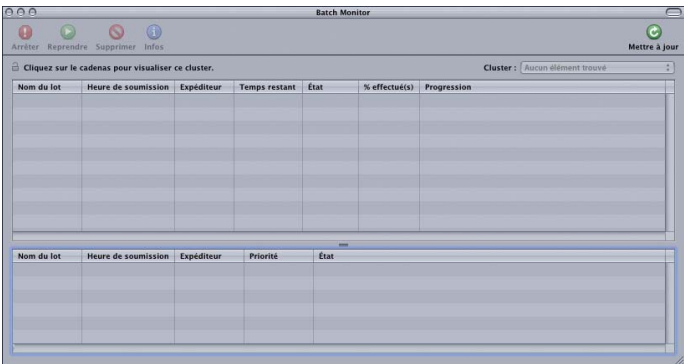 Batch Monitor
Arrêter Reprendre Supprimer Infos Mettre à jour
Cliquez sur le cadenas pour visualiser ce cluster. Cluster : Aucun élément trouvé
Nom du lot Heure de soumission Expéditeur Temps restant État % effectué(s) Progression
Nom du lot Heure de soumission Expéditeur Priorité État